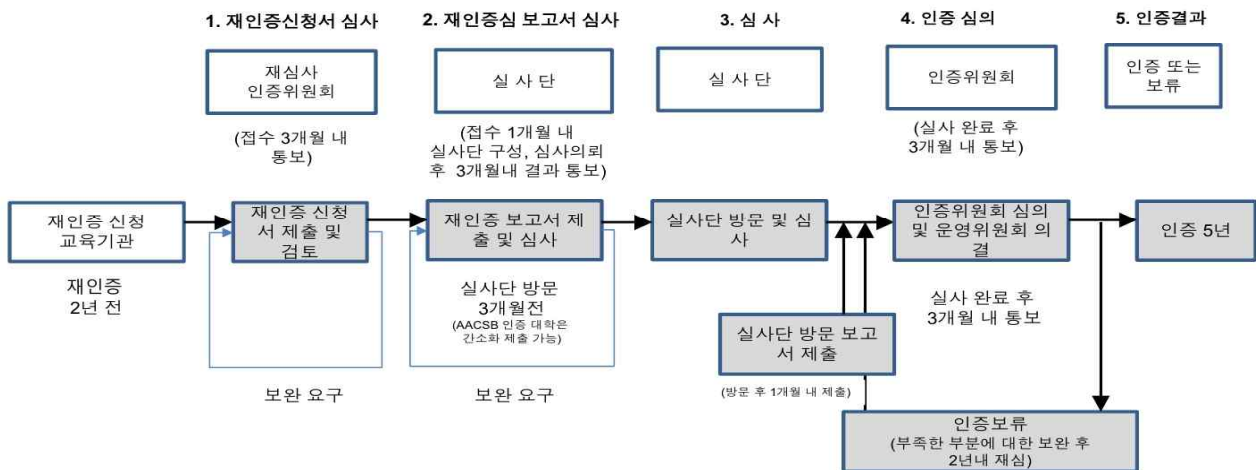 1. 재인증신청서 심사
2. 재인증심 보고서 심사
3. 심 사
4. 인증 심의
5. 인증결과
재심사
인증위원회
실 사 단
실 사 단
인증위원회
인증 또는
보류
(접수 3개월 내
통보)
(접수 1개월 내
실사단 구성, 심사의뢰
후 3개월내 결과 통보)
(실사 완료 후
3개월 내 통보)
재인증 신청
교육기관
재인증 신청
서 제출 및
검토
재인증 보고서 제
출 및 심사
실사단 방문 및 심
사
인증위원회 심의
및 운영위원회 의
결
인증 5년
재인증
2년 전
실사단 방문
3개월전
(AACSB 인증 대학은
간소화 제출 가능)
실사 완료 후
3개월 내 통보
실사단 방문 보고
서 제출
(방문 후 1개월 내 제출)
보완 요구
보완 요구
인증보류
(부족한 부분에 대한 보완 후
2년내 재심)